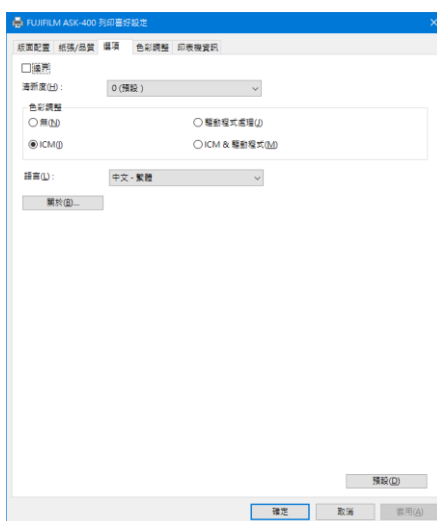 FUJIFILM ASK-400 列印喜好設定
版面配置 紙張/品質 選項 色彩調整 印表機資訊
清晰度(H) : 0 (預設 )
色彩調整
無(N) 驅動程式處理(J)
ICM(I) ICM & 驅動程式(M)
語言(L) : 中文 - 繁體
關於(B)...
預設(D)
確定 取消 套用(A)